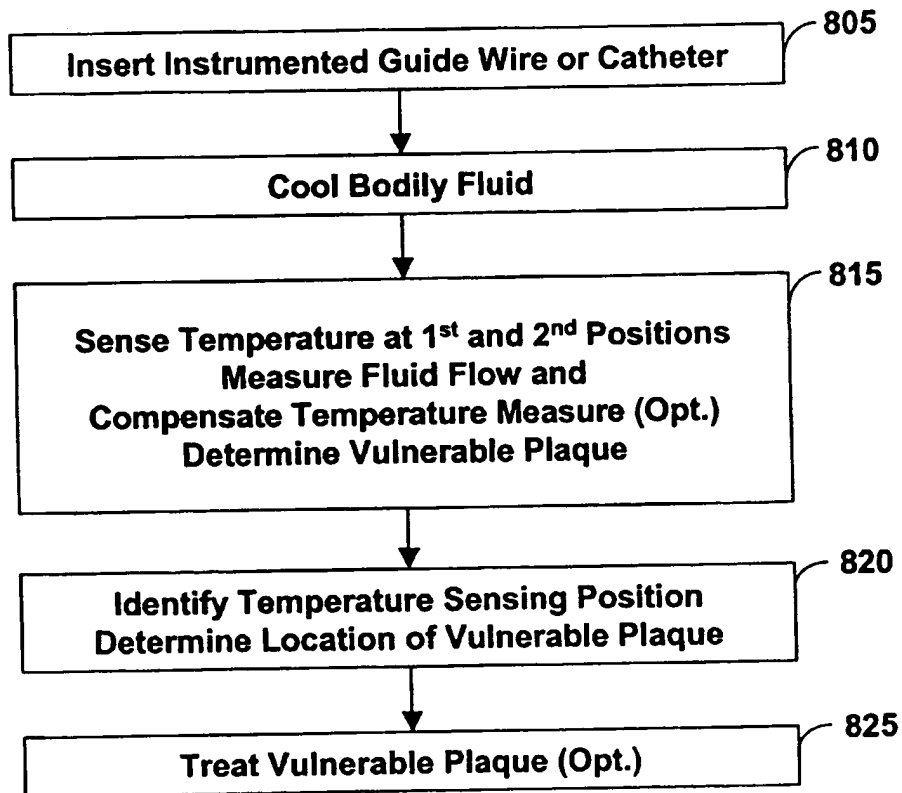 805
Insert Instrumented Guide Wire or Catheter
810
Cool Bodily Fluid
815
Sense Temperature at 1st and 2nd Positions
Measure Fluid Flow and
Compensate Temperature Measure (Opt.)
Determine Vulnerable Plaque
820
Identify Temperature Sensing Position
Determine Location of Vulnerable Plaque
825
Treat Vulnerable Plaque (Opt.)